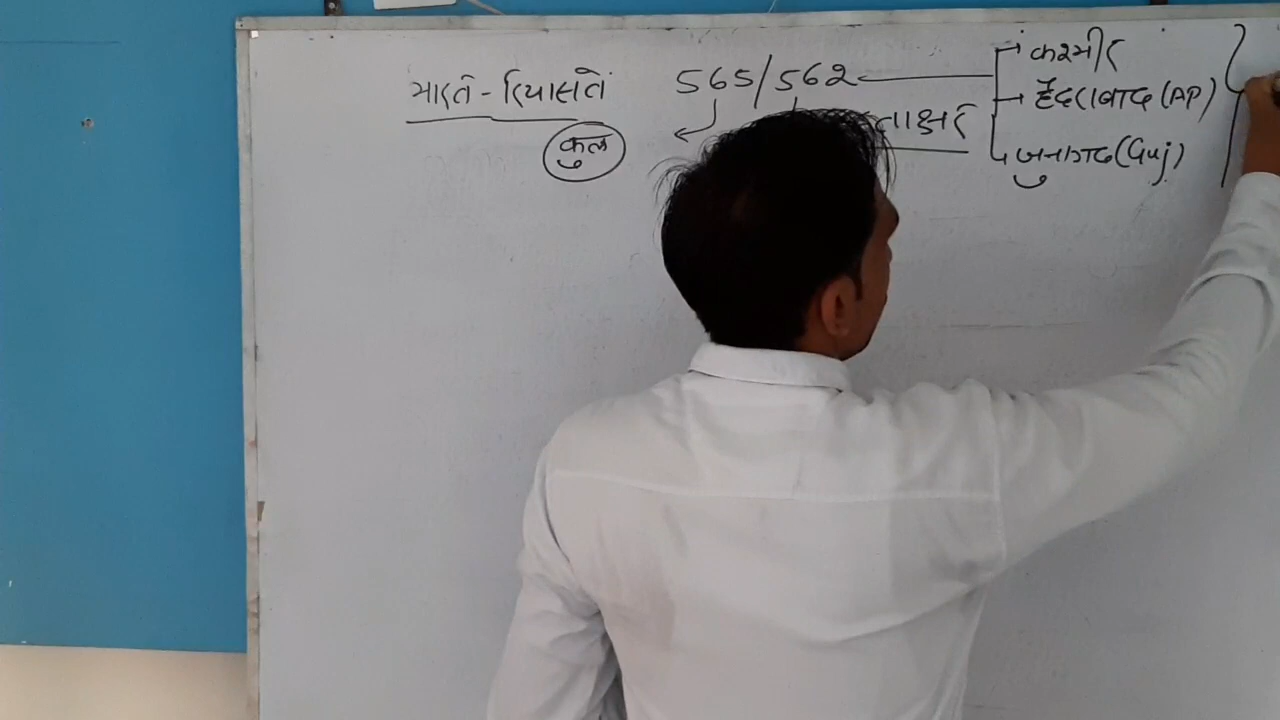 भारत - रियासतें 565/562
कुल
कश्मीर
हैदराबाद (AP)
जुनागढ (Guj)